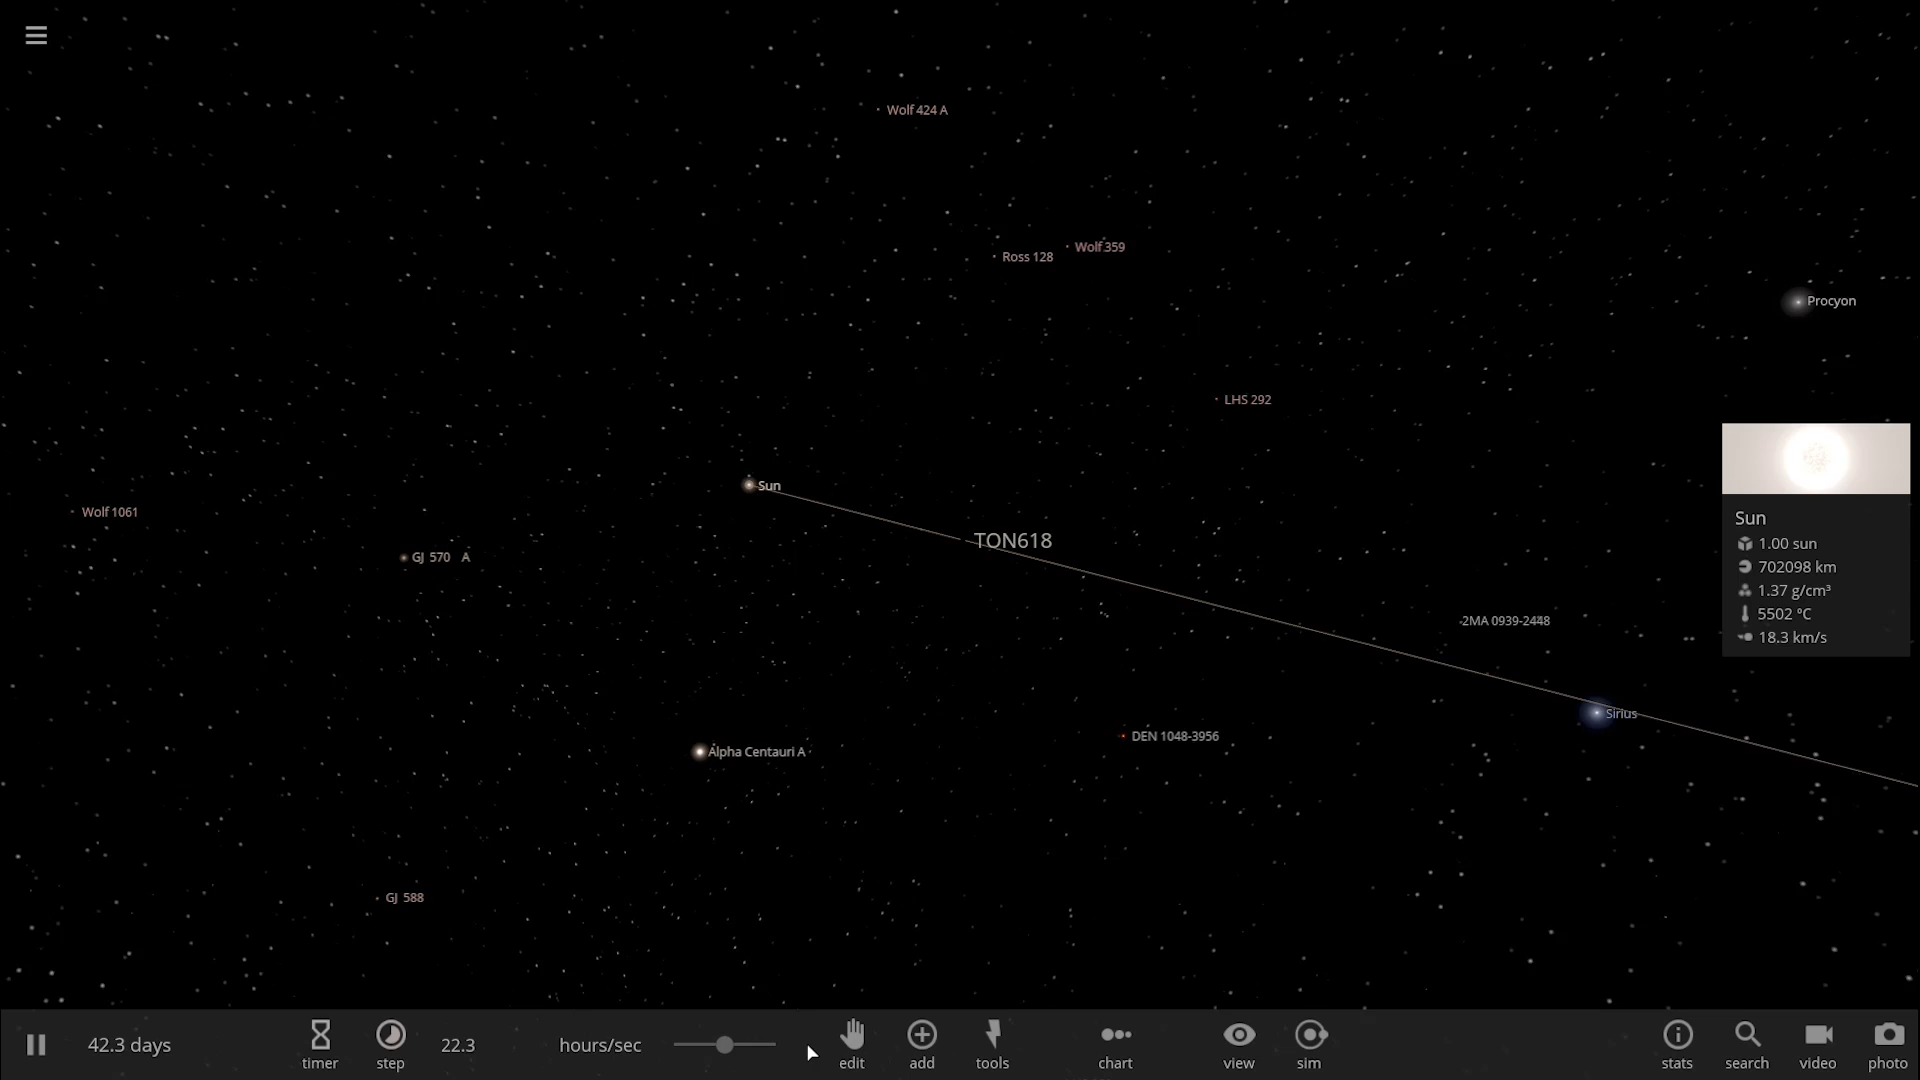 Wolf 424 A
Ross 128
Wolf 359
Procyon
LHS 292
Sun
Wolf 1061
TON618
GJ 570 A
Sun
1.00 sun
702098 km
1.37 g/cm³
5502 °C
18.3 km/s
2MA 0939-2448
Sirius
DEN 1048-3956
Alpha Centauri A
GJ 588
42.3 days
timer
step
22.3
hours/sec
edit
add
tools
chart
view
sim
stats
search
video
photo